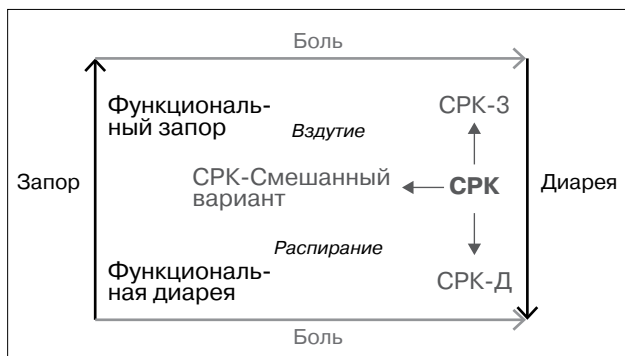 Боль
Функциональ-
ный запор
СРК-З
Вздутие
Запор
СРК-Смешанный
вариант
СРК
Диарея
Распирание
Функциональ-
ная диарея
СРК-Д
Боль